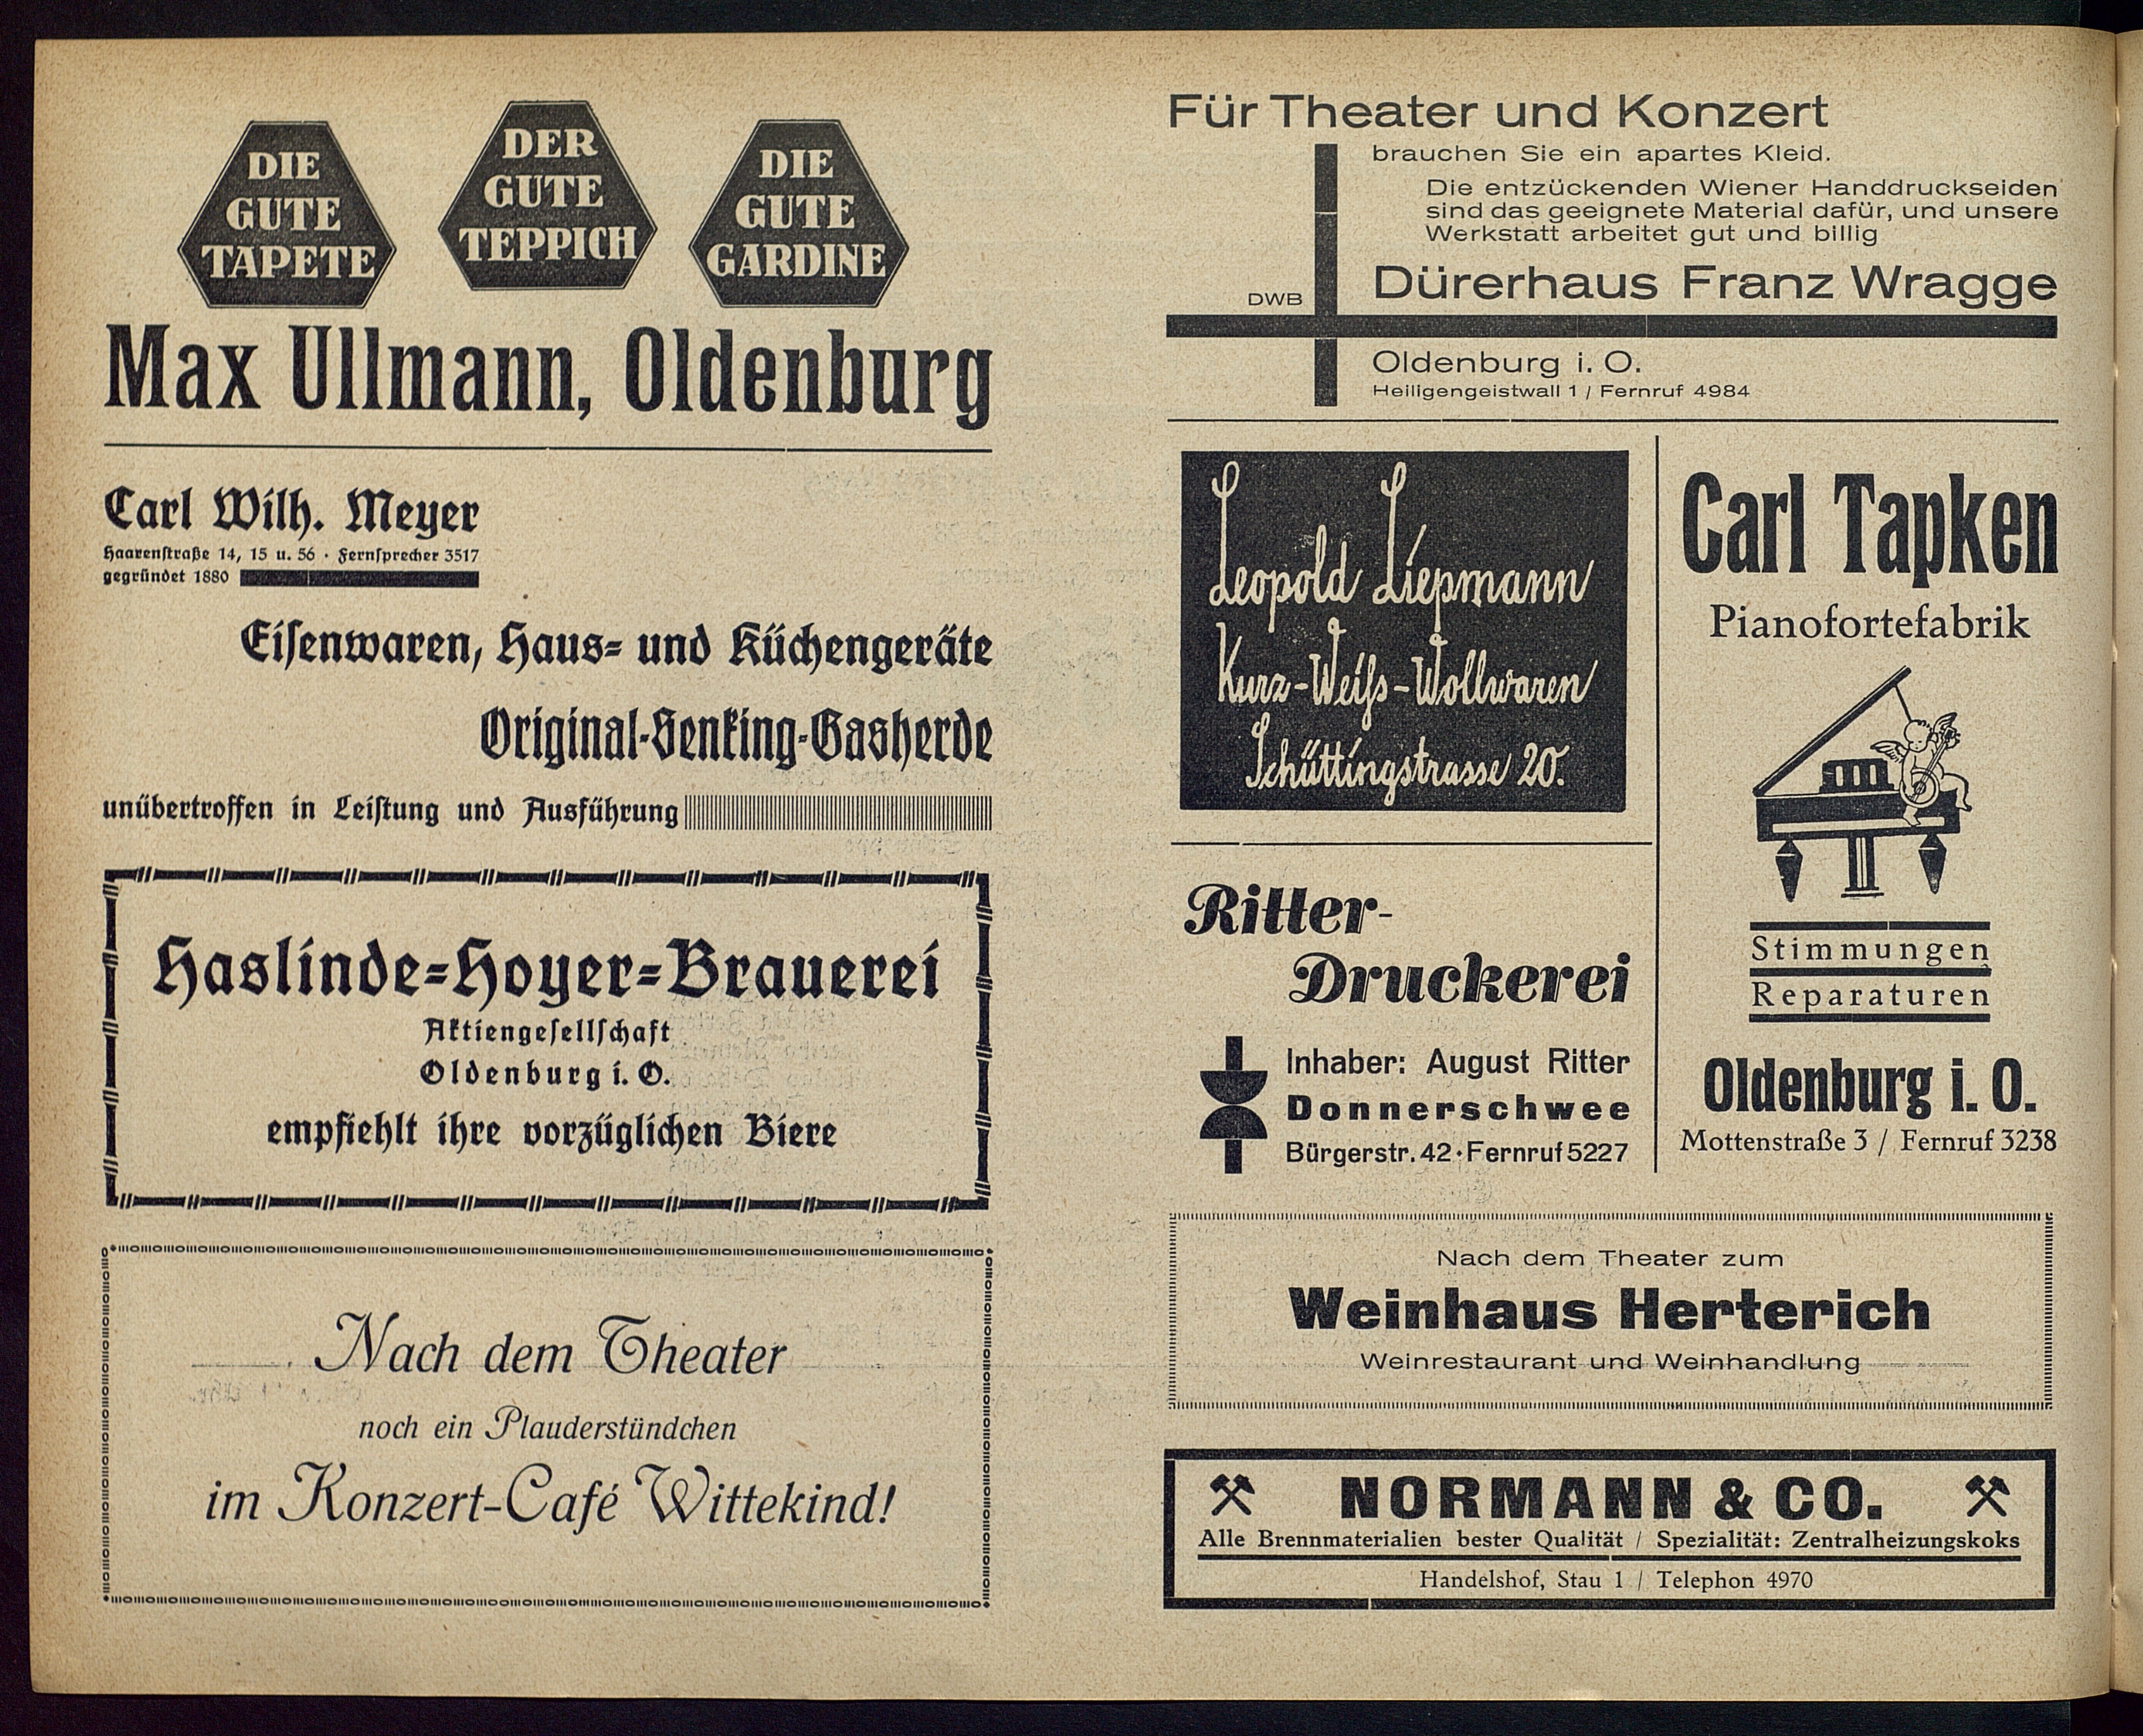 DIE
GUTE
TAPETE
DER
GUTE
TEPPICH
DIE
GUTE
GARDINE
Max Ullmann, Oldenburg
Carl Wilh. Meyer
Haarenſtraße 14, 15 u. 56 · Fernſprecher 3517
gegründet 1880
Eiſenwaren, Haus- und Küchengeräte
Original-Senking-Gasherde
unübertroffen in Leiſtung und Ausführung
Haslinde-Hoyer-Brauerei
Aktiengeſellſchaft
Oldenburg i. O.
empfiehlt ihre vorzüglichen Biere
Nach dem Theater
noch ein Plauderstündchen
im Konzert-Café Wittekind!
Für Theater und Konzert
brauchen Sie ein apartes Kleid.
Die entzückenden Wiener Handdruckseiden
sind das geeignete Material dafür, und unsere
Werkstatt arbeitet gut und billig
DWB
Dürerhaus Franz Wragge
Oldenburg i. O.
Heiligengeistwall 1 / Fernruf 4984
Leopold Liepmann
Kurz-Weiſs-Wollwaren
Schüttingstrasse 20.
Ritter-
Druckerei
Inhaber: August Ritter
Donnerschwee
Bürgerstr. 42 · Fernruf 5227
Carl Tapken
Pianofortefabrik
Stimmungen
Reparaturen
Oldenburg i. O.
Mottenstraße 3 / Fernruf 3238
Nach dem Theater zum
Weinhaus Herterich
Weinrestaurant und Weinhandlung
NORMANN & CO.
Alle Brennmaterialien bester Qualität / Spezialität: Zentralheizungskoks
Handelshof, Stau 1 / Telephon 4970